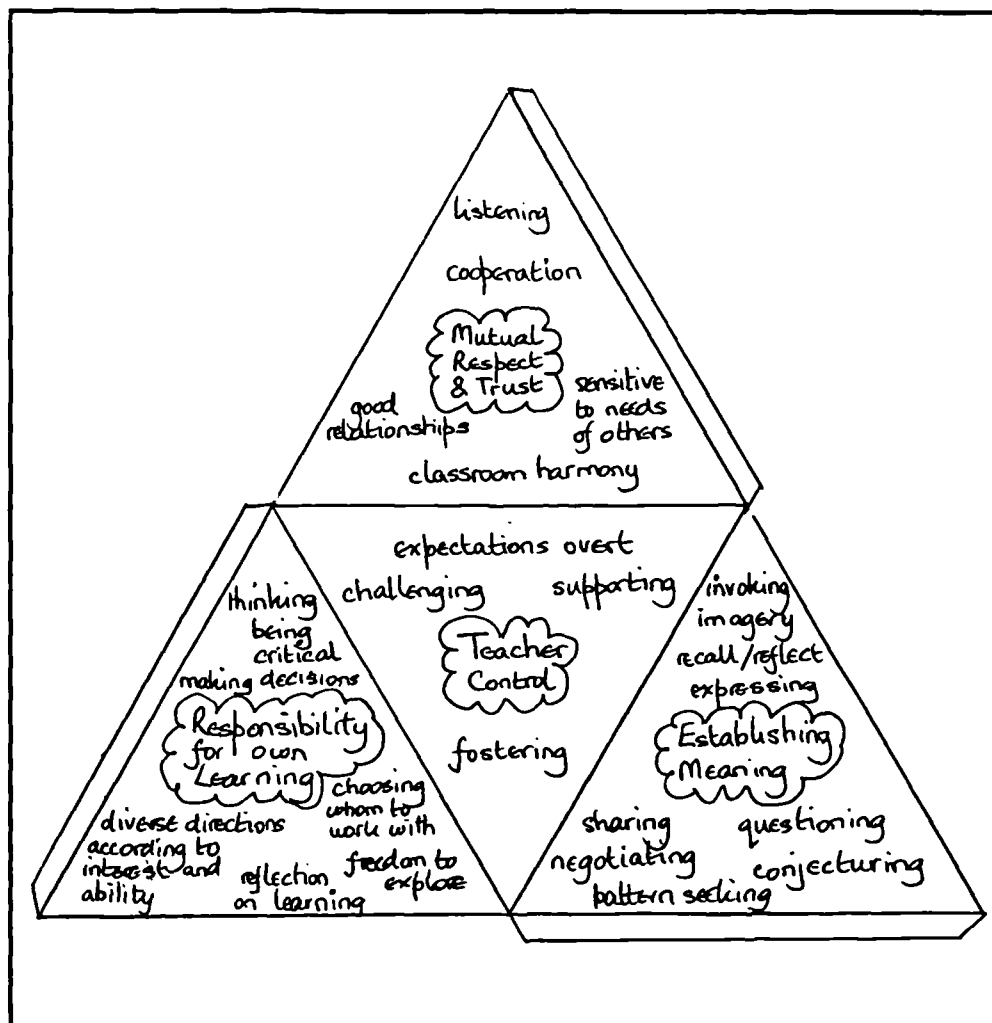 listening
cooperation
Mutual
Respect
& Trust
good
relationships
sensitive
to needs
of others
classroom harmony
expectations overt
challenging
supporting
Teacher
Control
fostering
thinking
being
critical
making decisions
Responsibility
for own
Learning
choosing
whom to
work with
diverse directions
according to
interest and
ability
reflection
on learning
freedom to
explore
invoking
imagery
recall/reflect
expressing
Establishing
Meaning
sharing
questioning
negotiating
conjecturing
pattern seeking